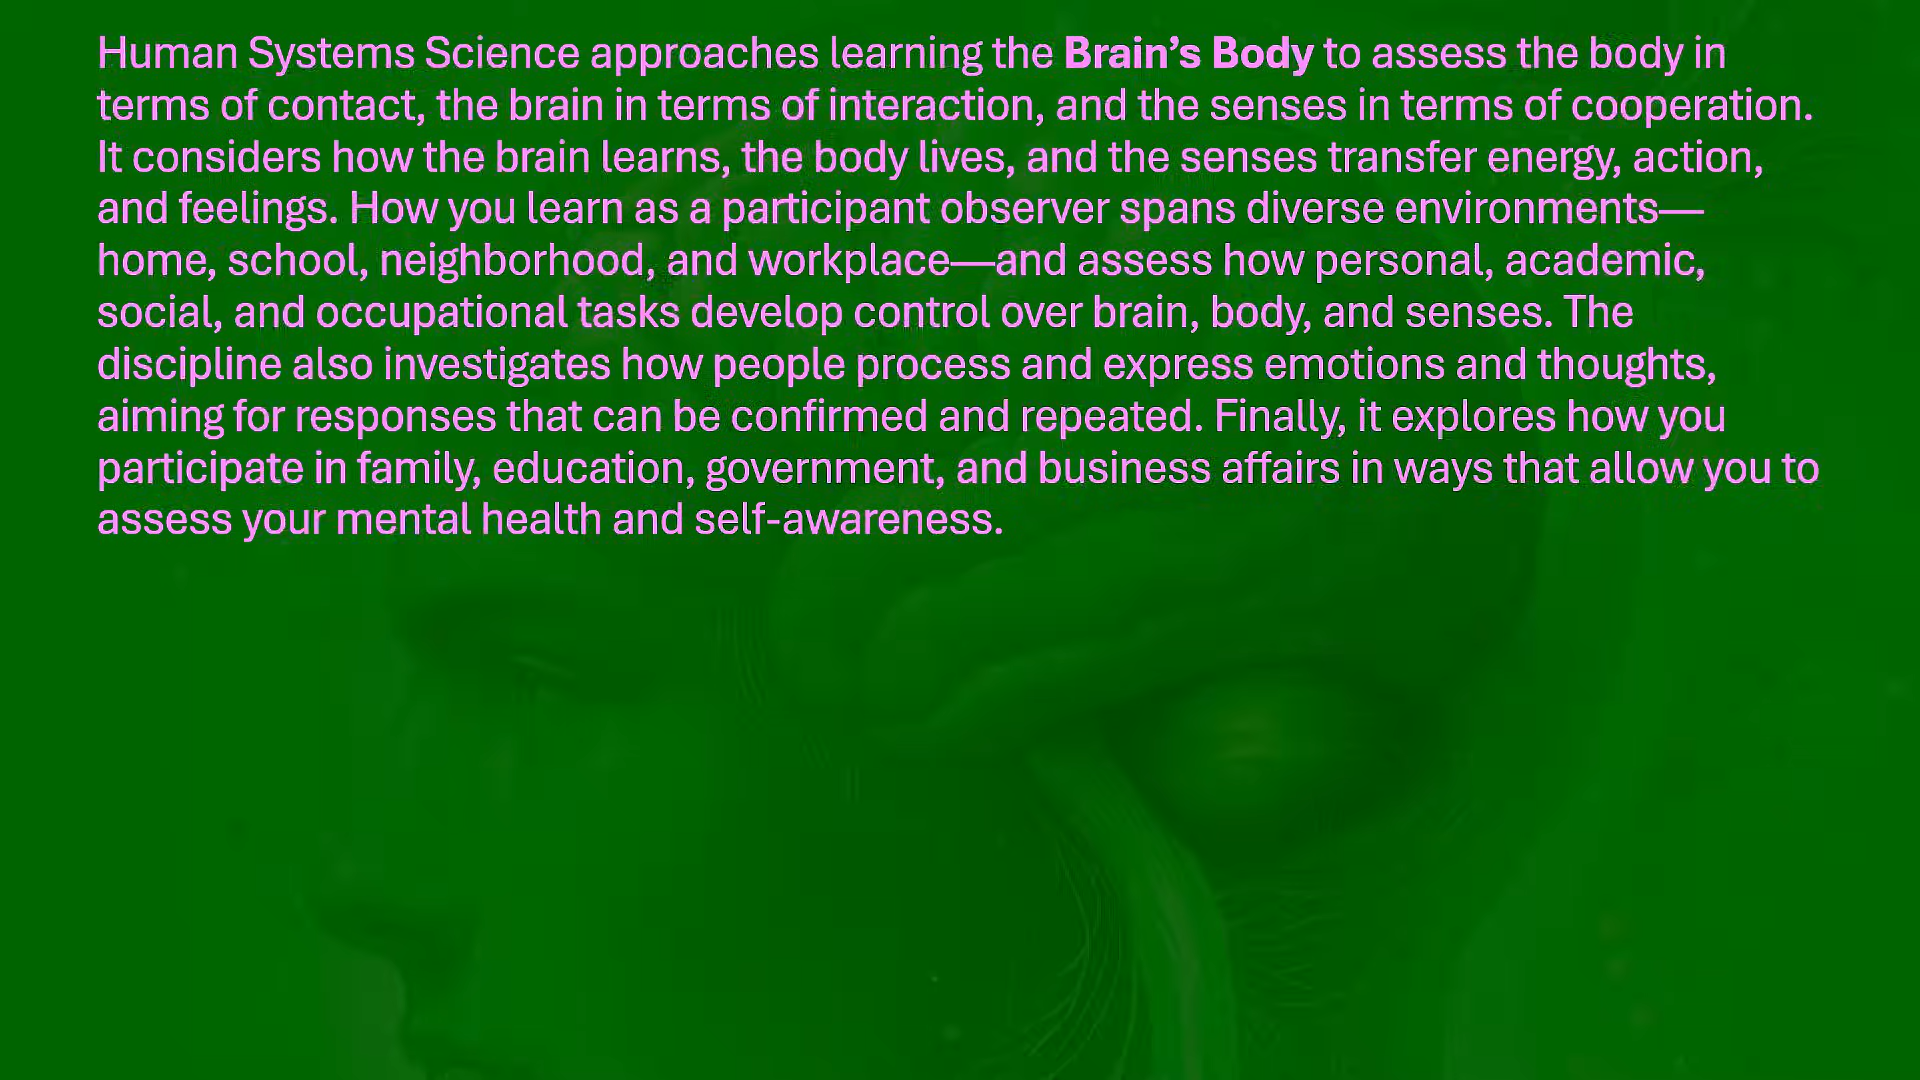 Human Systems Science approaches learning the Brain’s Body to assess the body in
terms of contact, the brain in terms of interaction, and the senses in terms of cooperation.
It considers how the brain learns, the body lives, and the senses transfer energy, action,
and feelings. How you learn as a participant observer spans diverse environments—
home, school, neighborhood, and workplace—and assess how personal, academic,
social, and occupational tasks develop control over brain, body, and senses. The
discipline also investigates how people process and express emotions and thoughts,
aiming for responses that can be confirmed and repeated. Finally, it explores how you
participate in family, education, government, and business affairs in ways that allow you to
assess your mental health and self-awareness.